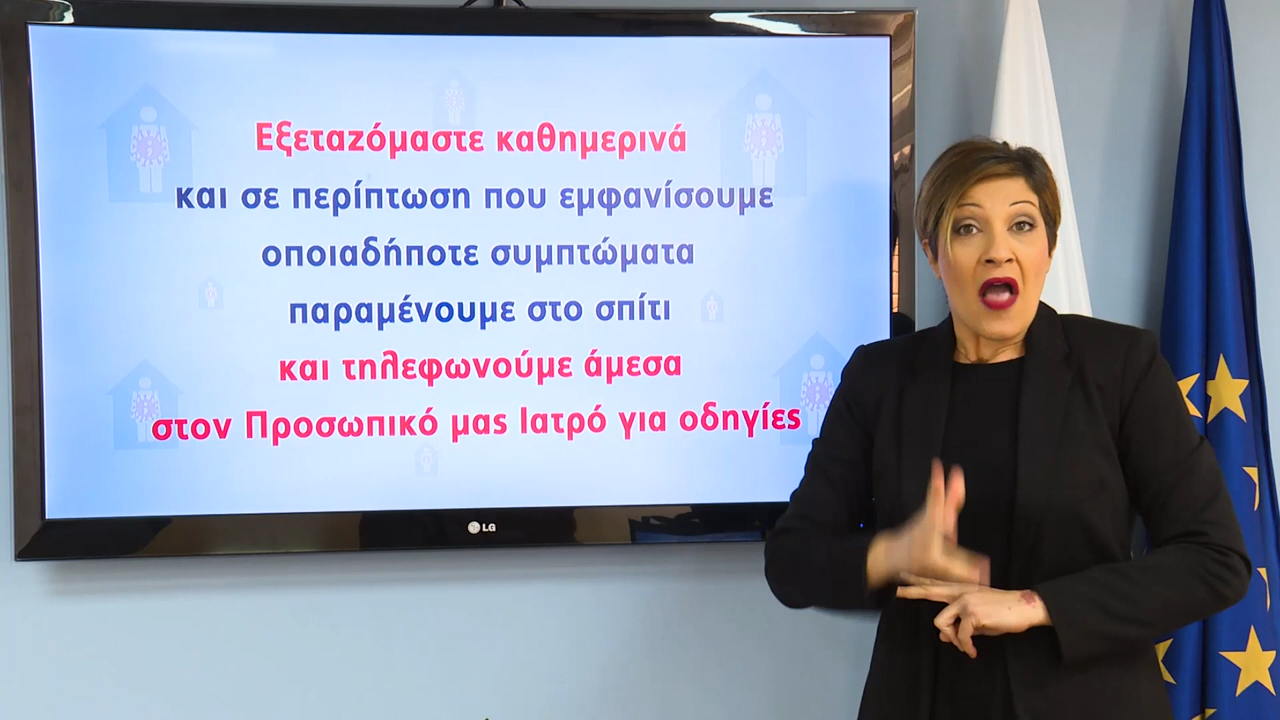 Εξεταζόμαστε καθημερινά
και σε περίπτωση που εμφανίσουμε
οποιαδήποτε συμπτώματα
παραμένουμε στο σπίτι
και τηλεφωνούμε άμεσα
στον Προσωπικό μας Ιατρό για οδηγίες
LG